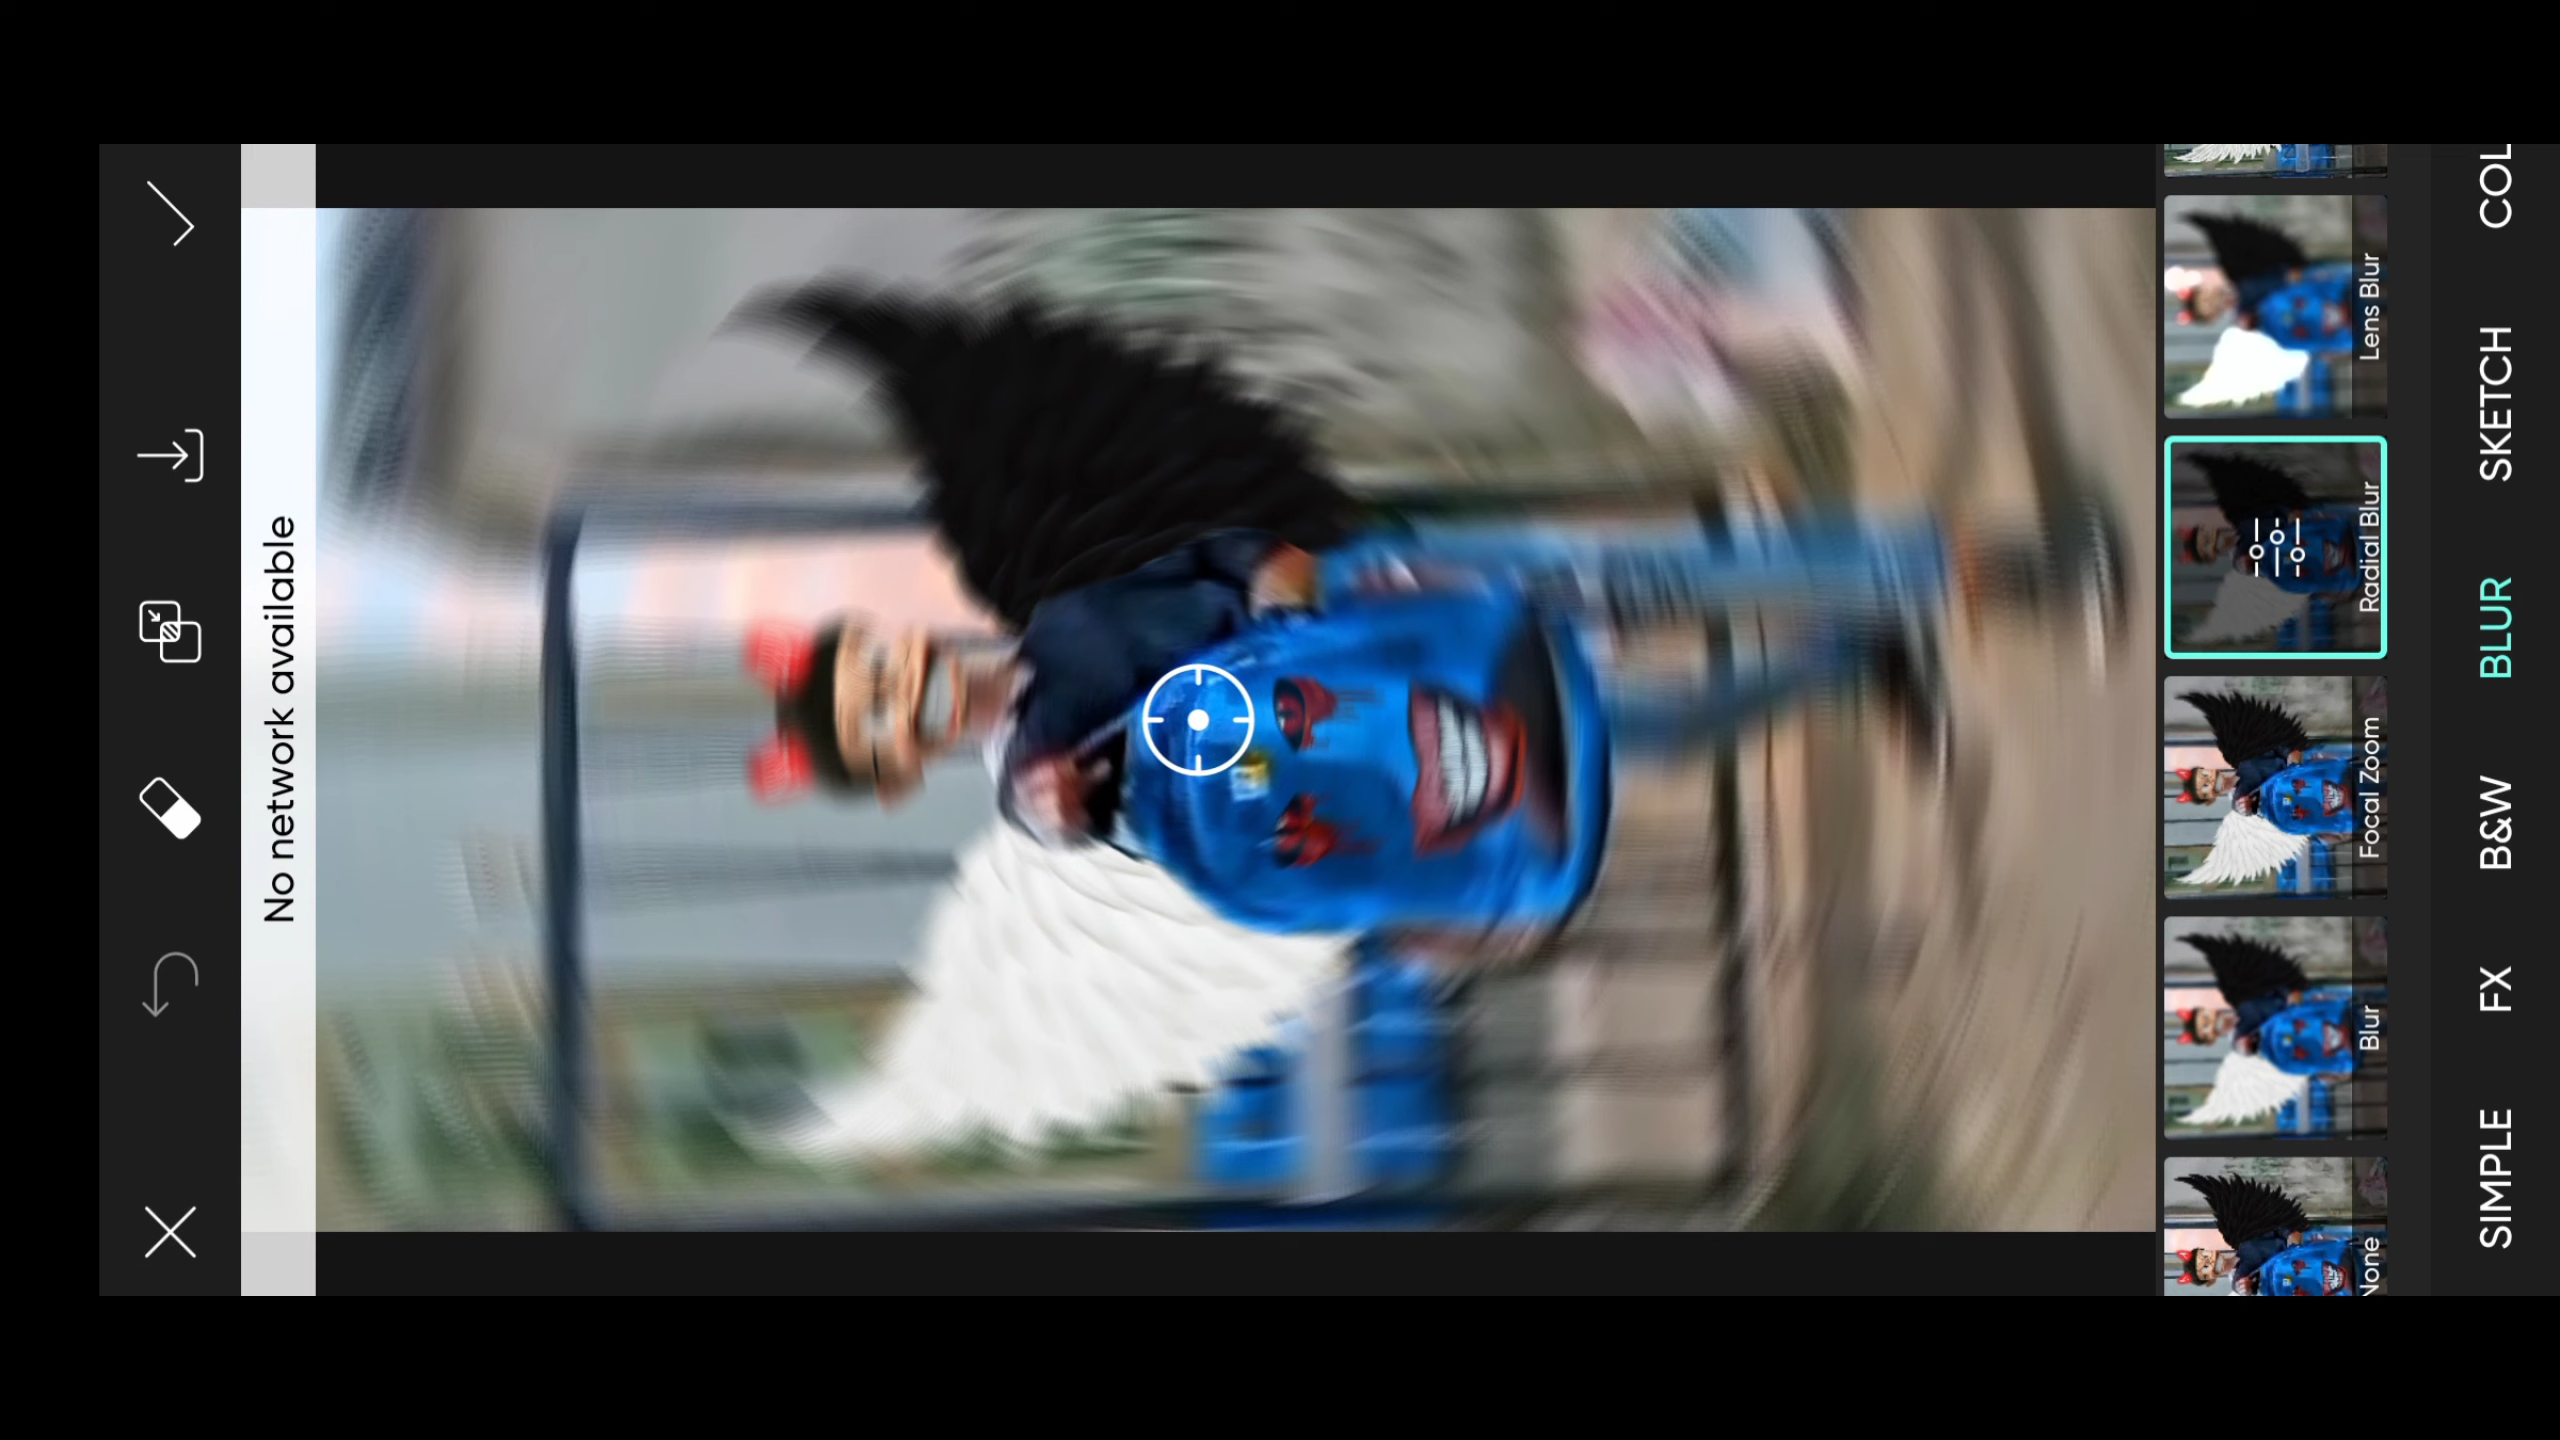 No network available
None Blur Focal Zoom Radial Blur Lens Blur
SIMPLE FX B&W BLUR SKETCH COL